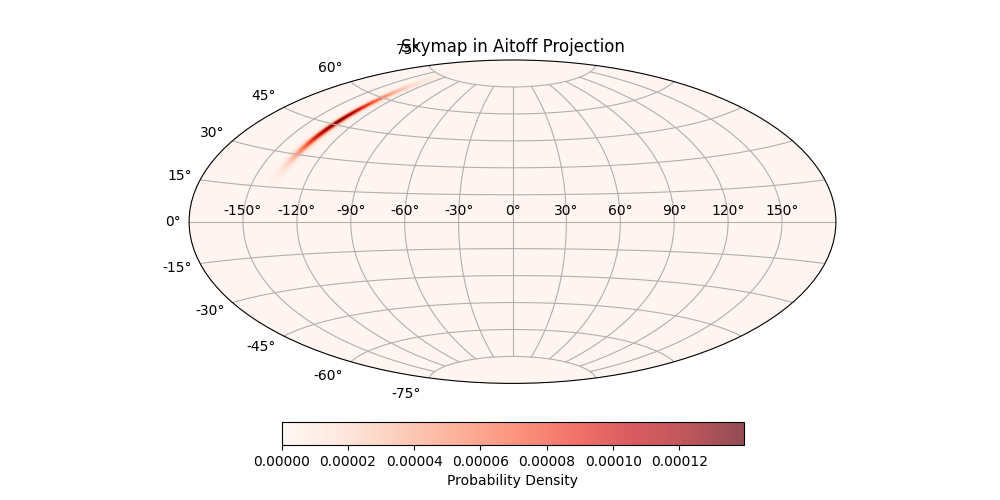 75°
Skymap in Aitoff Projection
60°
45°
30°
15°
-150° -120° -90° -60° -30° 0° 30° 60° 90° 120° 150°
0°
-15°
-30°
-45°
-60°
-75°
0.00000 0.00002 0.00004 0.00006 0.00008 0.00010 0.00012
Probability Density